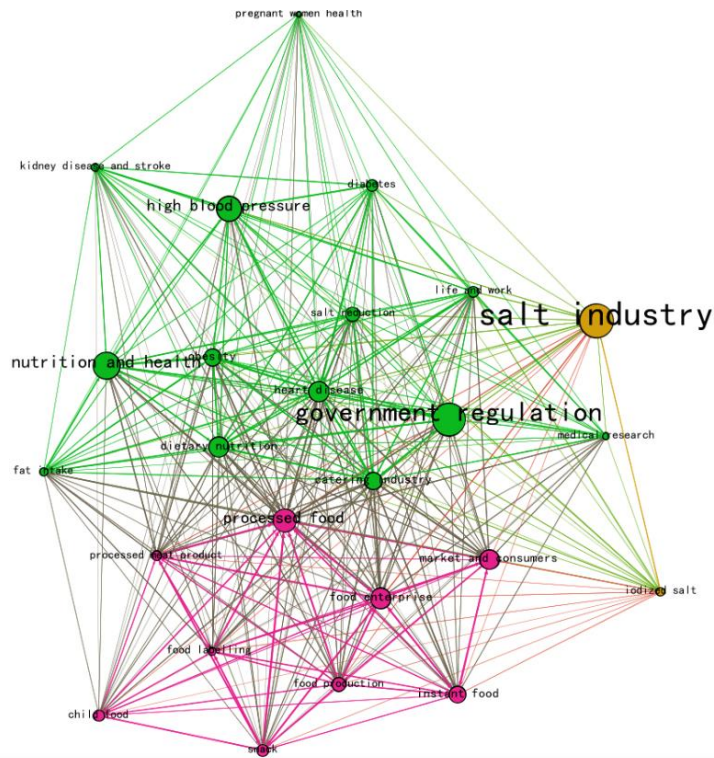 pregnant women health
kidney disease and stroke
diabetes
high blood pressure
life and work
salt reduction
salt industry
nutrition and health
obesity
heart disease
government regulation
medical research
dietary nutrition
fat intake
catering industry
processed food
processed meat product
market and consumers
iodized salt
food enterprise
food labelling
food production
instant food
child food
snack